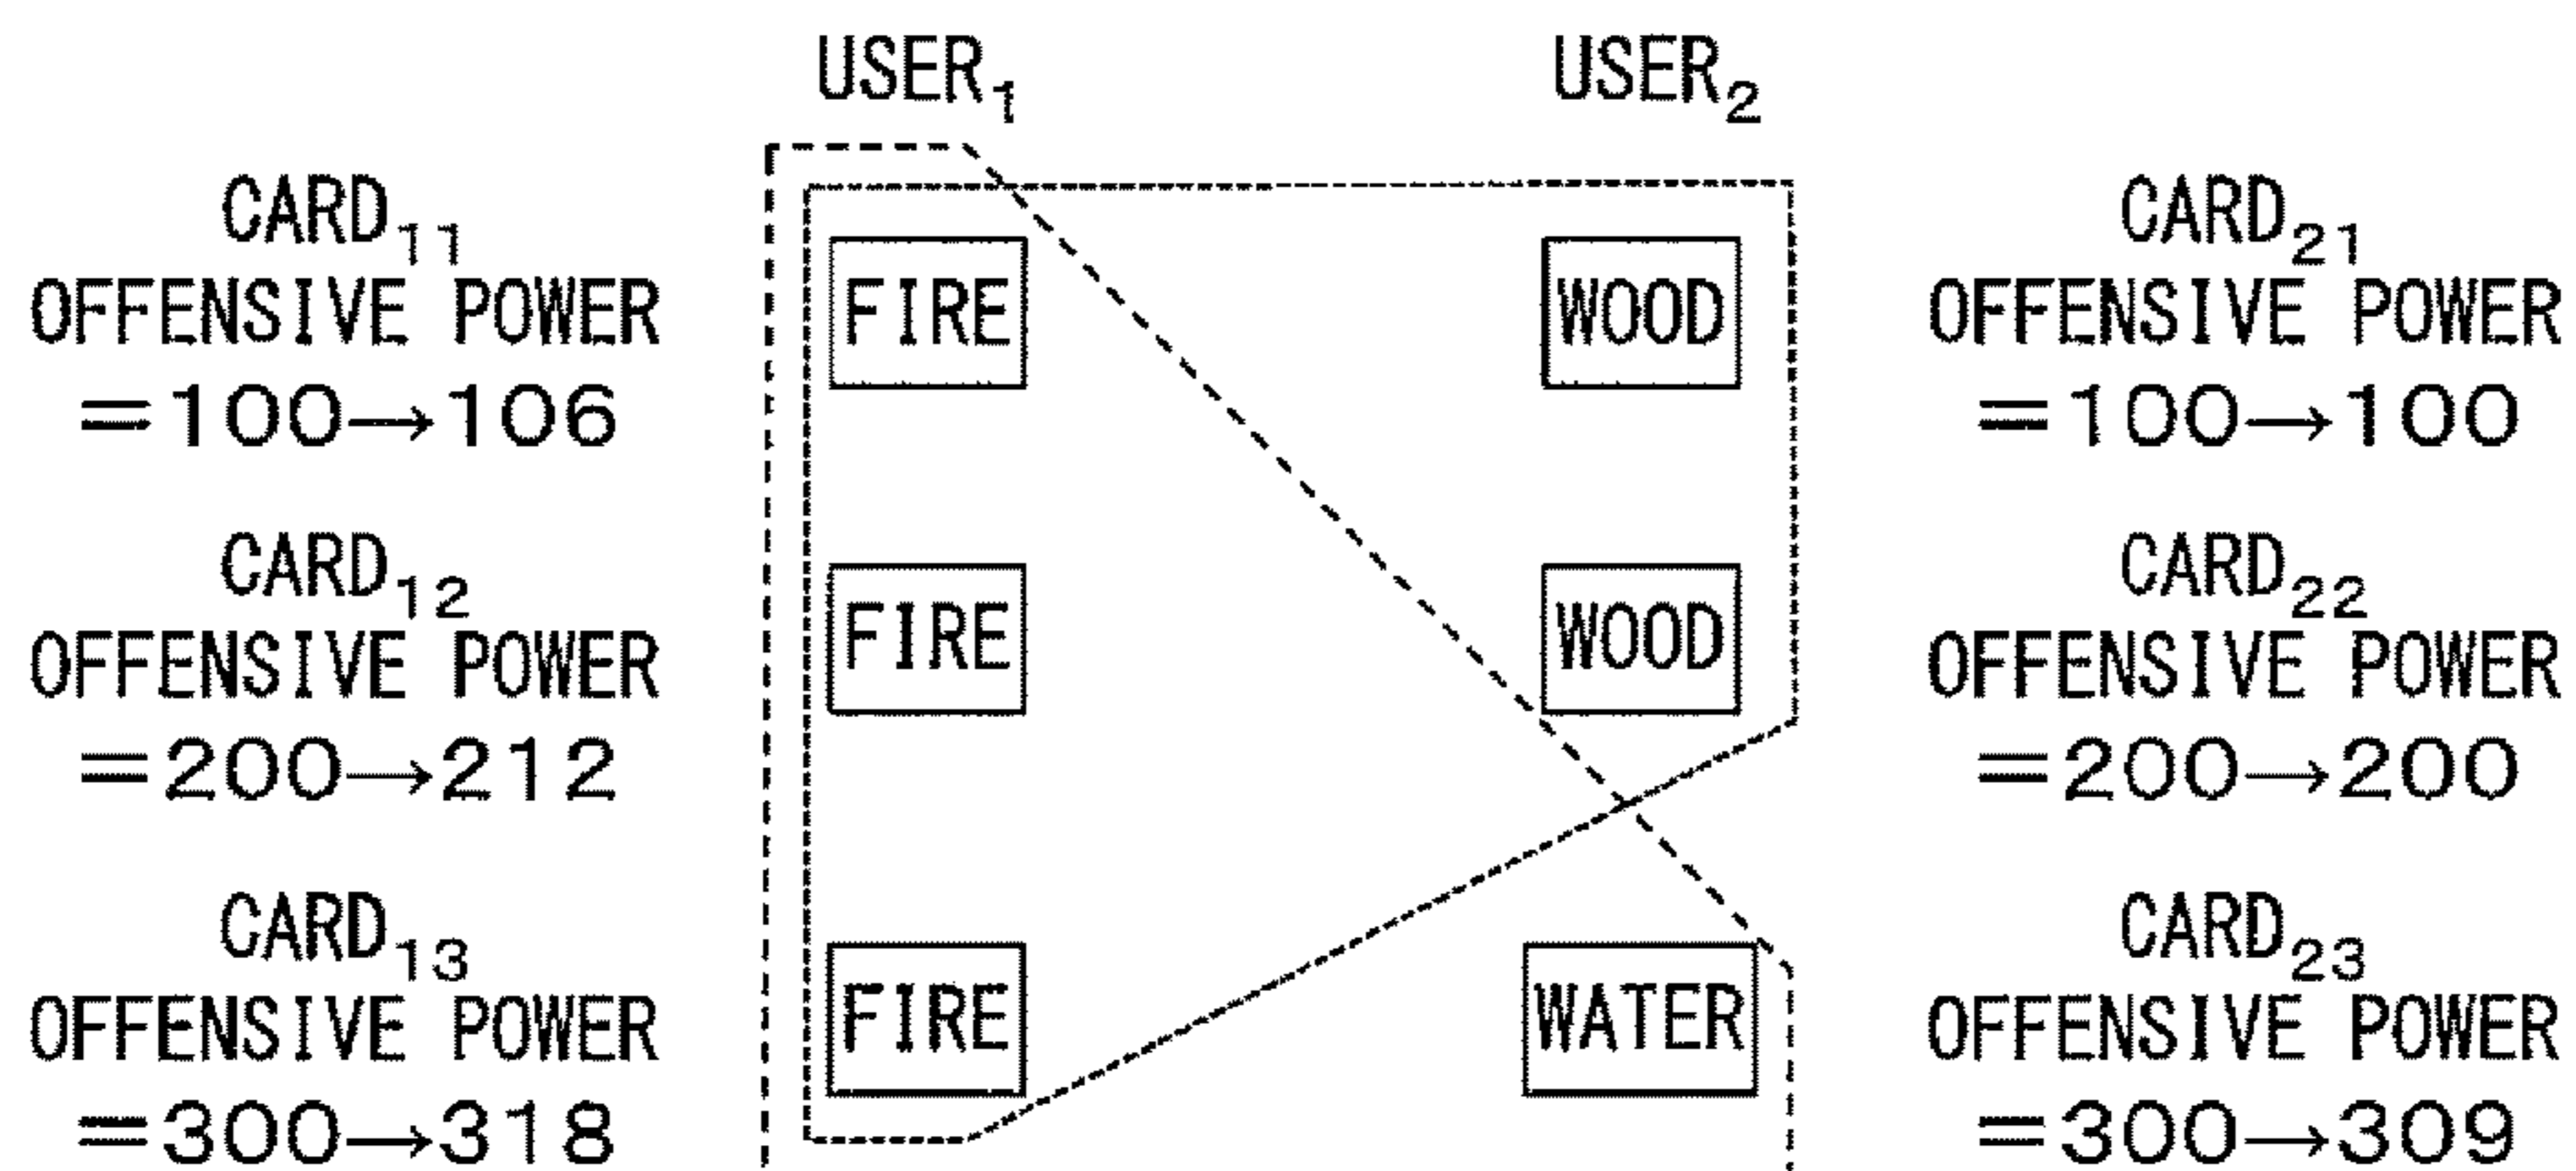 USER₁
USER₂
CARD₁₁
OFFENSIVE POWER
=100→106
FIRE
WOOD
CARD₂₁
OFFENSIVE POWER
=100→100
CARD₁₂
OFFENSIVE POWER
=200→212
FIRE
WOOD
CARD₂₂
OFFENSIVE POWER
=200→200
CARD₁₃
OFFENSIVE POWER
=300→318
FIRE
WATER
CARD₂₃
OFFENSIVE POWER
=300→309